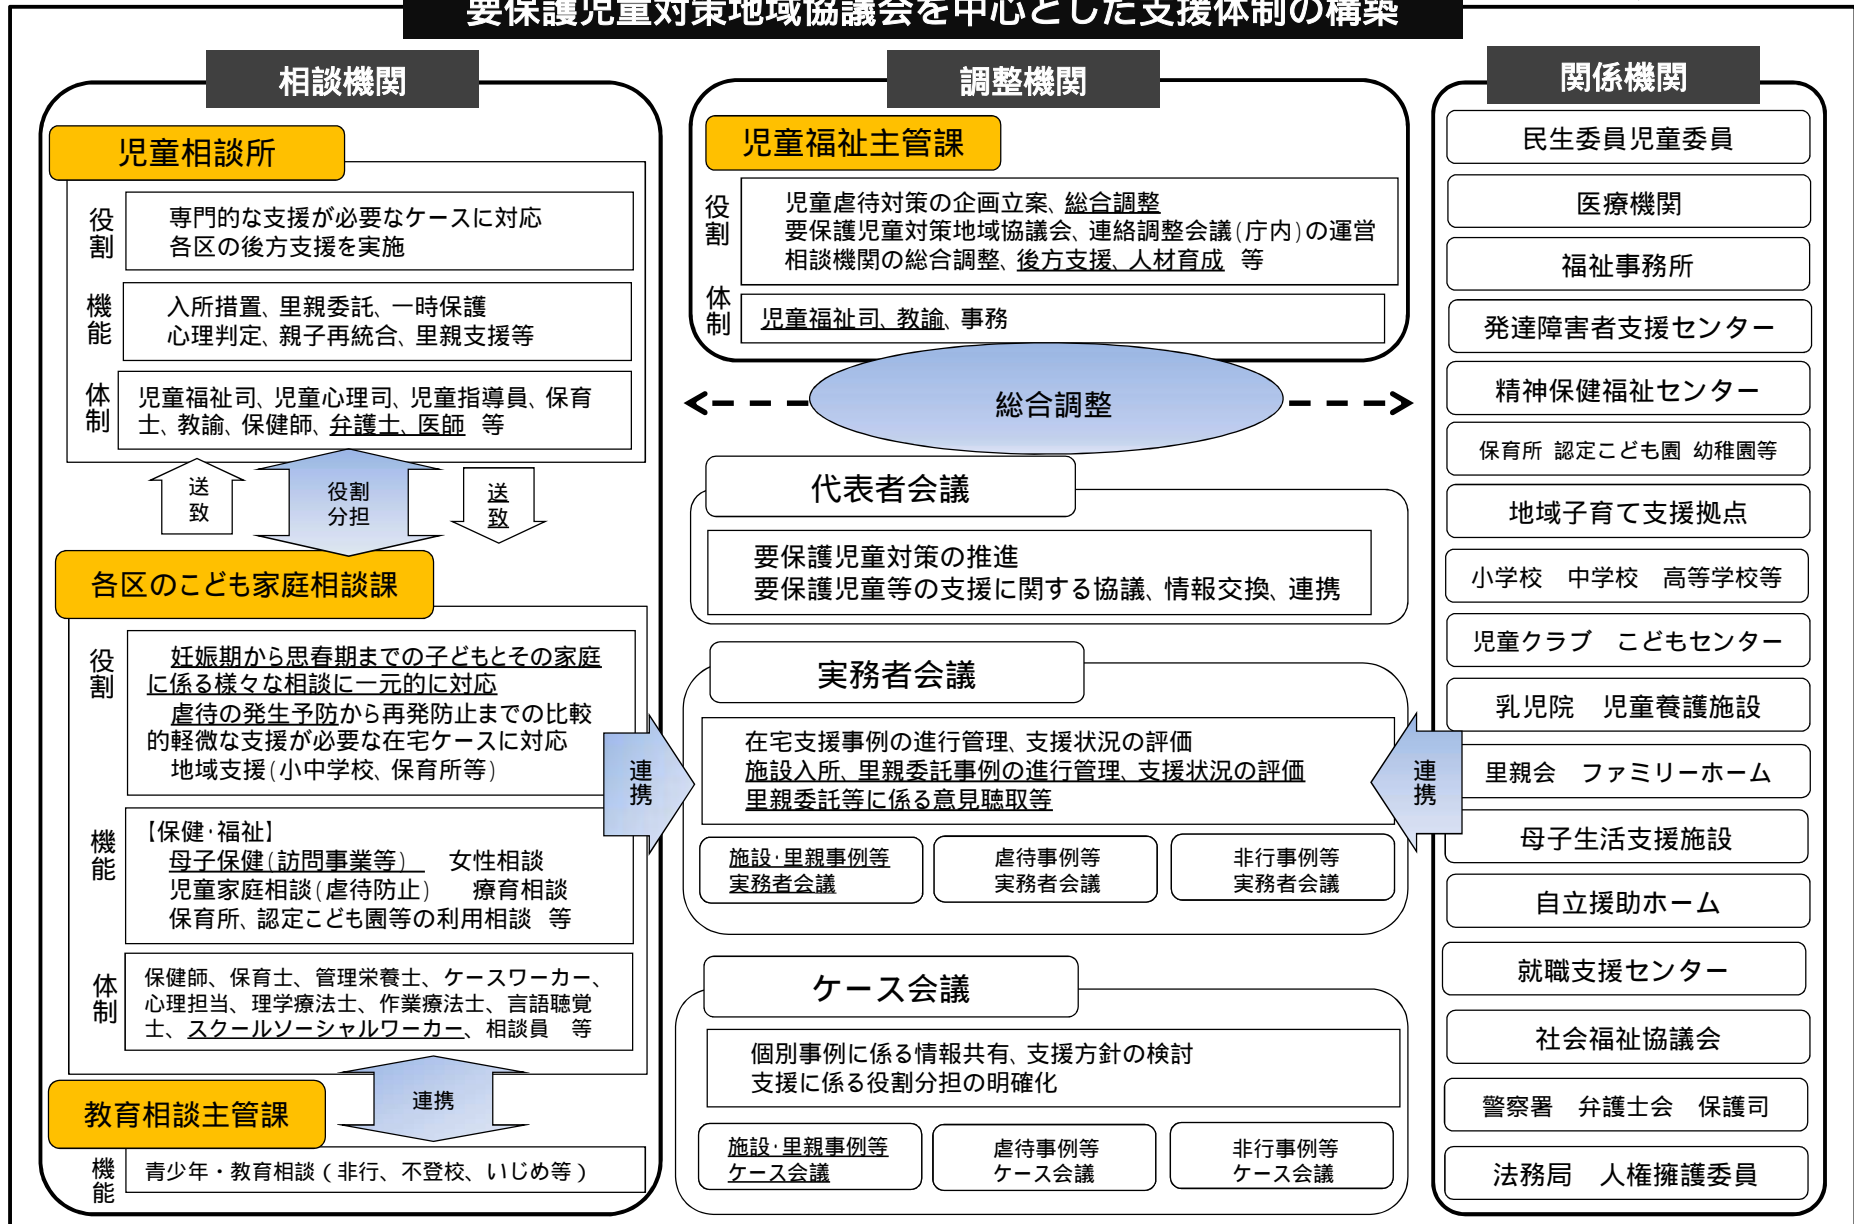 要保護児童対策地域協議会を中心とした支援体制の構築
相談機関
児童相談所
役割
専門的な支援が必要なケースに対応
各区の後方支援を実施
機能
入所措置、里親委託、一時保護
心理判定、親子再統合、里親支援等
体制
児童福祉司、児童心理司、児童指導員、保育
士、教諭、保健師、弁護士、医師 等
送致
役割
分担
送致
各区のこども家庭相談課
役割
妊娠期から思春期までの子どもとその家庭
に係る様々な相談に一元的に対応
虐待の発生予防から再発防止までの比較
的軽微な支援が必要な在宅ケースに対応
地域支援(小中学校、保育所等)
機能
【保健・福祉】
母子保健(訪問事業等)　女性相談
児童家庭相談(虐待防止)　療育相談
保育所、認定こども園等の利用相談 等
体制
保健師、保育士、管理栄養士、ケースワーカー、
心理担当、理学療法士、作業療法士、言語聴覚
士、スクールソーシャルワーカー、相談員　等
連携
教育相談主管課
機能
青少年・教育相談（非行、不登校、いじめ等）
連携
調整機関
児童福祉主管課
役割
児童虐待対策の企画立案、総合調整
要保護児童対策地域協議会、連絡調整会議(庁内)の運営
相談機関の総合調整、後方支援、人材育成 等
体制
児童福祉司、教諭、事務
総合調整
代表者会議
要保護児童対策の推進
要保護児童等の支援に関する協議、情報交換、連携
実務者会議
在宅支援事例の進行管理、支援状況の評価
施設入所、里親委託事例の進行管理、支援状況の評価
里親委託等に係る意見聴取等
施設・里親事例等
実務者会議
虐待事例等
実務者会議
非行事例等
実務者会議
ケース会議
個別事例に係る情報共有、支援方針の検討
支援に係る役割分担の明確化
施設・里親事例等
ケース会議
虐待事例等
ケース会議
非行事例等
ケース会議
連携
関係機関
民生委員児童委員
医療機関
福祉事務所
発達障害者支援センター
精神保健福祉センター
保育所 認定こども園 幼稚園等
地域子育て支援拠点
小学校　中学校　高等学校等
児童クラブ　こどもセンター
乳児院　児童養護施設
里親会　ファミリーホーム
母子生活支援施設
自立援助ホーム
就職支援センター
社会福祉協議会
警察署　弁護士会　保護司
法務局　人権擁護委員